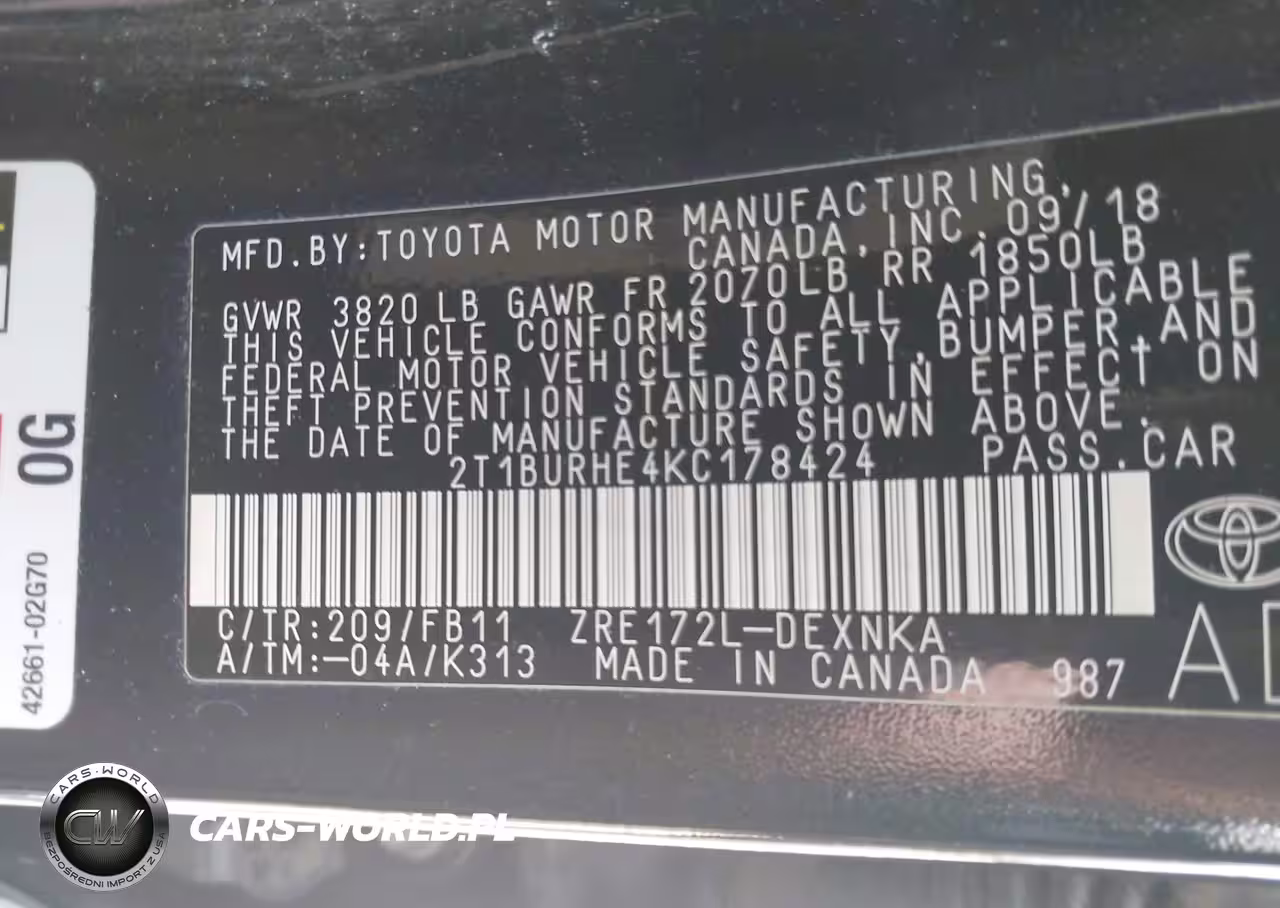 MFD.BY:TOYOTA MOTOR MANUFACTURING,
CANADA, INC. 09/18
GVWR 3820 LB GAWR FR 2070LB RR 1850LB
THIS VEHICLE CONFORMS TO ALL APPLICABLE
FEDERAL MOTOR VEHICLE SAFETY,BUMPER,AND
THEFT PREVENTION STANDARDS IN EFFECT ON
THE DATE OF MANUFACTURE SHOWN ABOVE.
2T1BURHE4KC178424 PASS.CAR
C/TR:209/FB11 ZRE172L-DEXNKA
A/TM:-04A/K313 MADE IN CANADA 987
A
0G
42661-02G70
CARS-WORLD
CW
BEZPOŚREDNI IMPORT Z USA
CARS-WORLD.PL